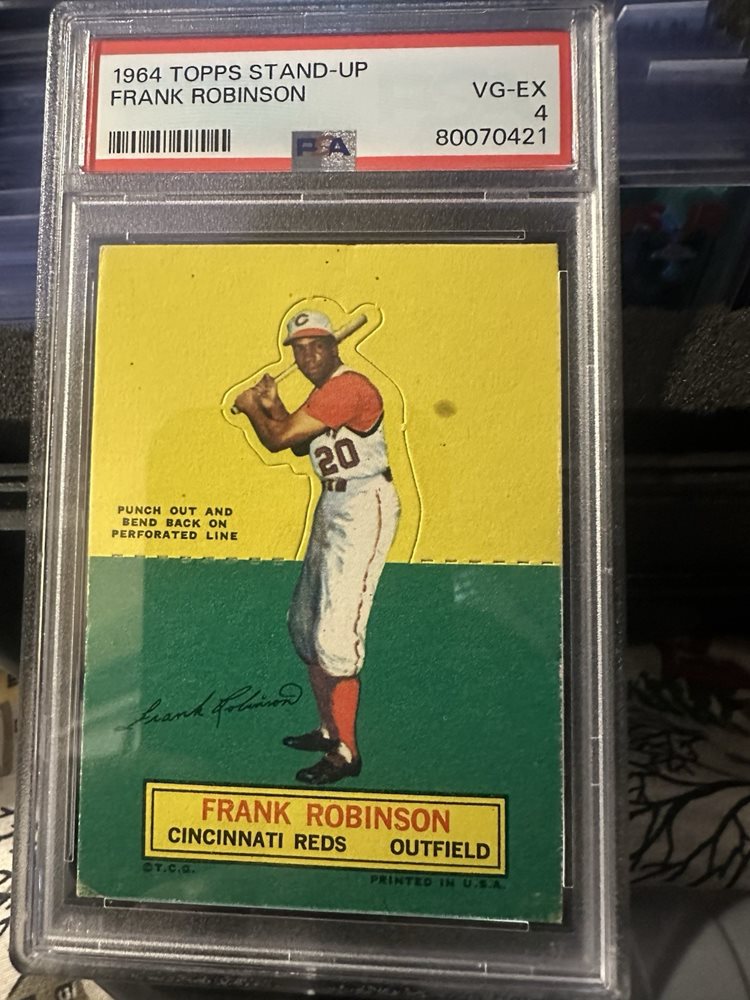 1964 TOPPS STAND-UP
FRANK ROBINSON
VG-EX
4
80070421
PSA
C
20
PUNCH OUT AND
BEND BACK ON
PERFORATED LINE
Frank Robinson
FRANK ROBINSON
CINCINNATI REDS OUTFIELD
©T.C.G.
PRINTED IN U.S.A.